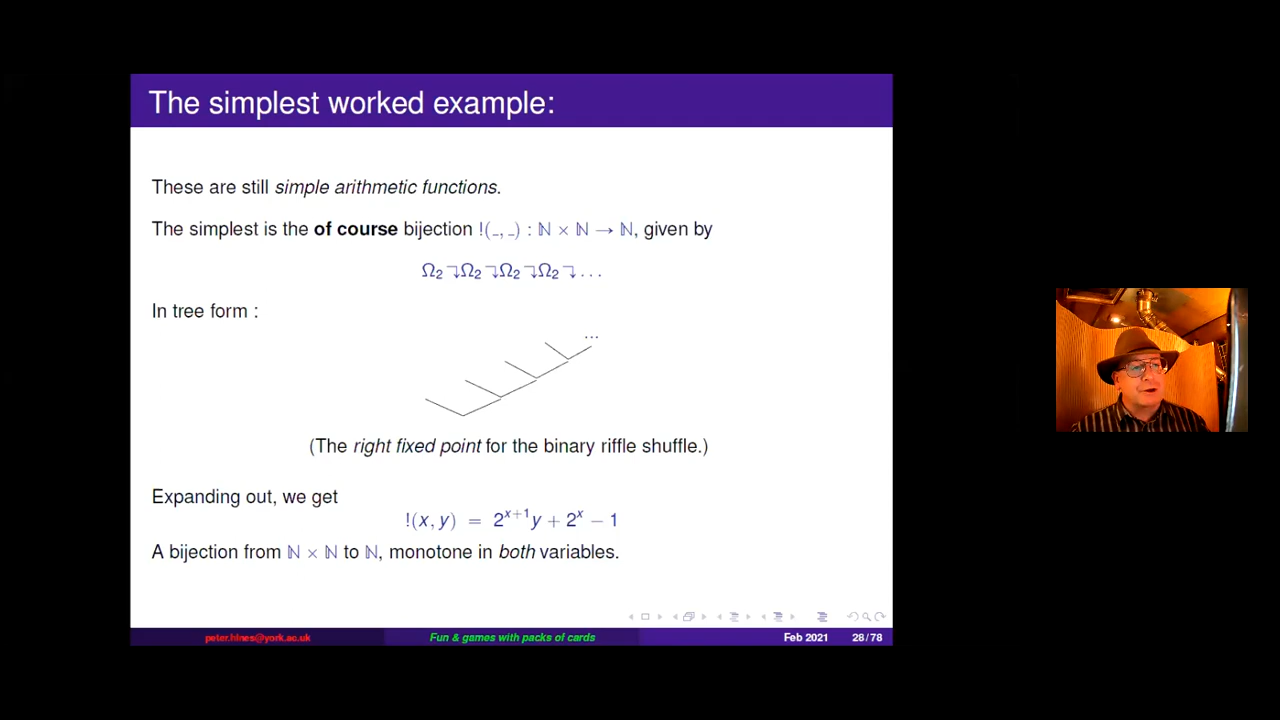 The simplest worked example:
These are still simple arithmetic functions.
The simplest is the of course bijection !(_, _) : ℕ × ℕ → ℕ, given by
Ω₂ ↴Ω₂ ↴Ω₂ ↴Ω₂ ↴...
In tree form :
...
(The right fixed point for the binary riffle shuffle.)
Expanding out, we get
!(x, y) = 2^{x+1}y + 2^x − 1
A bijection from ℕ × ℕ to ℕ, monotone in both variables.
peter.hines@york.ac.uk Fun & games with packs of cards Feb 2021 28 / 78